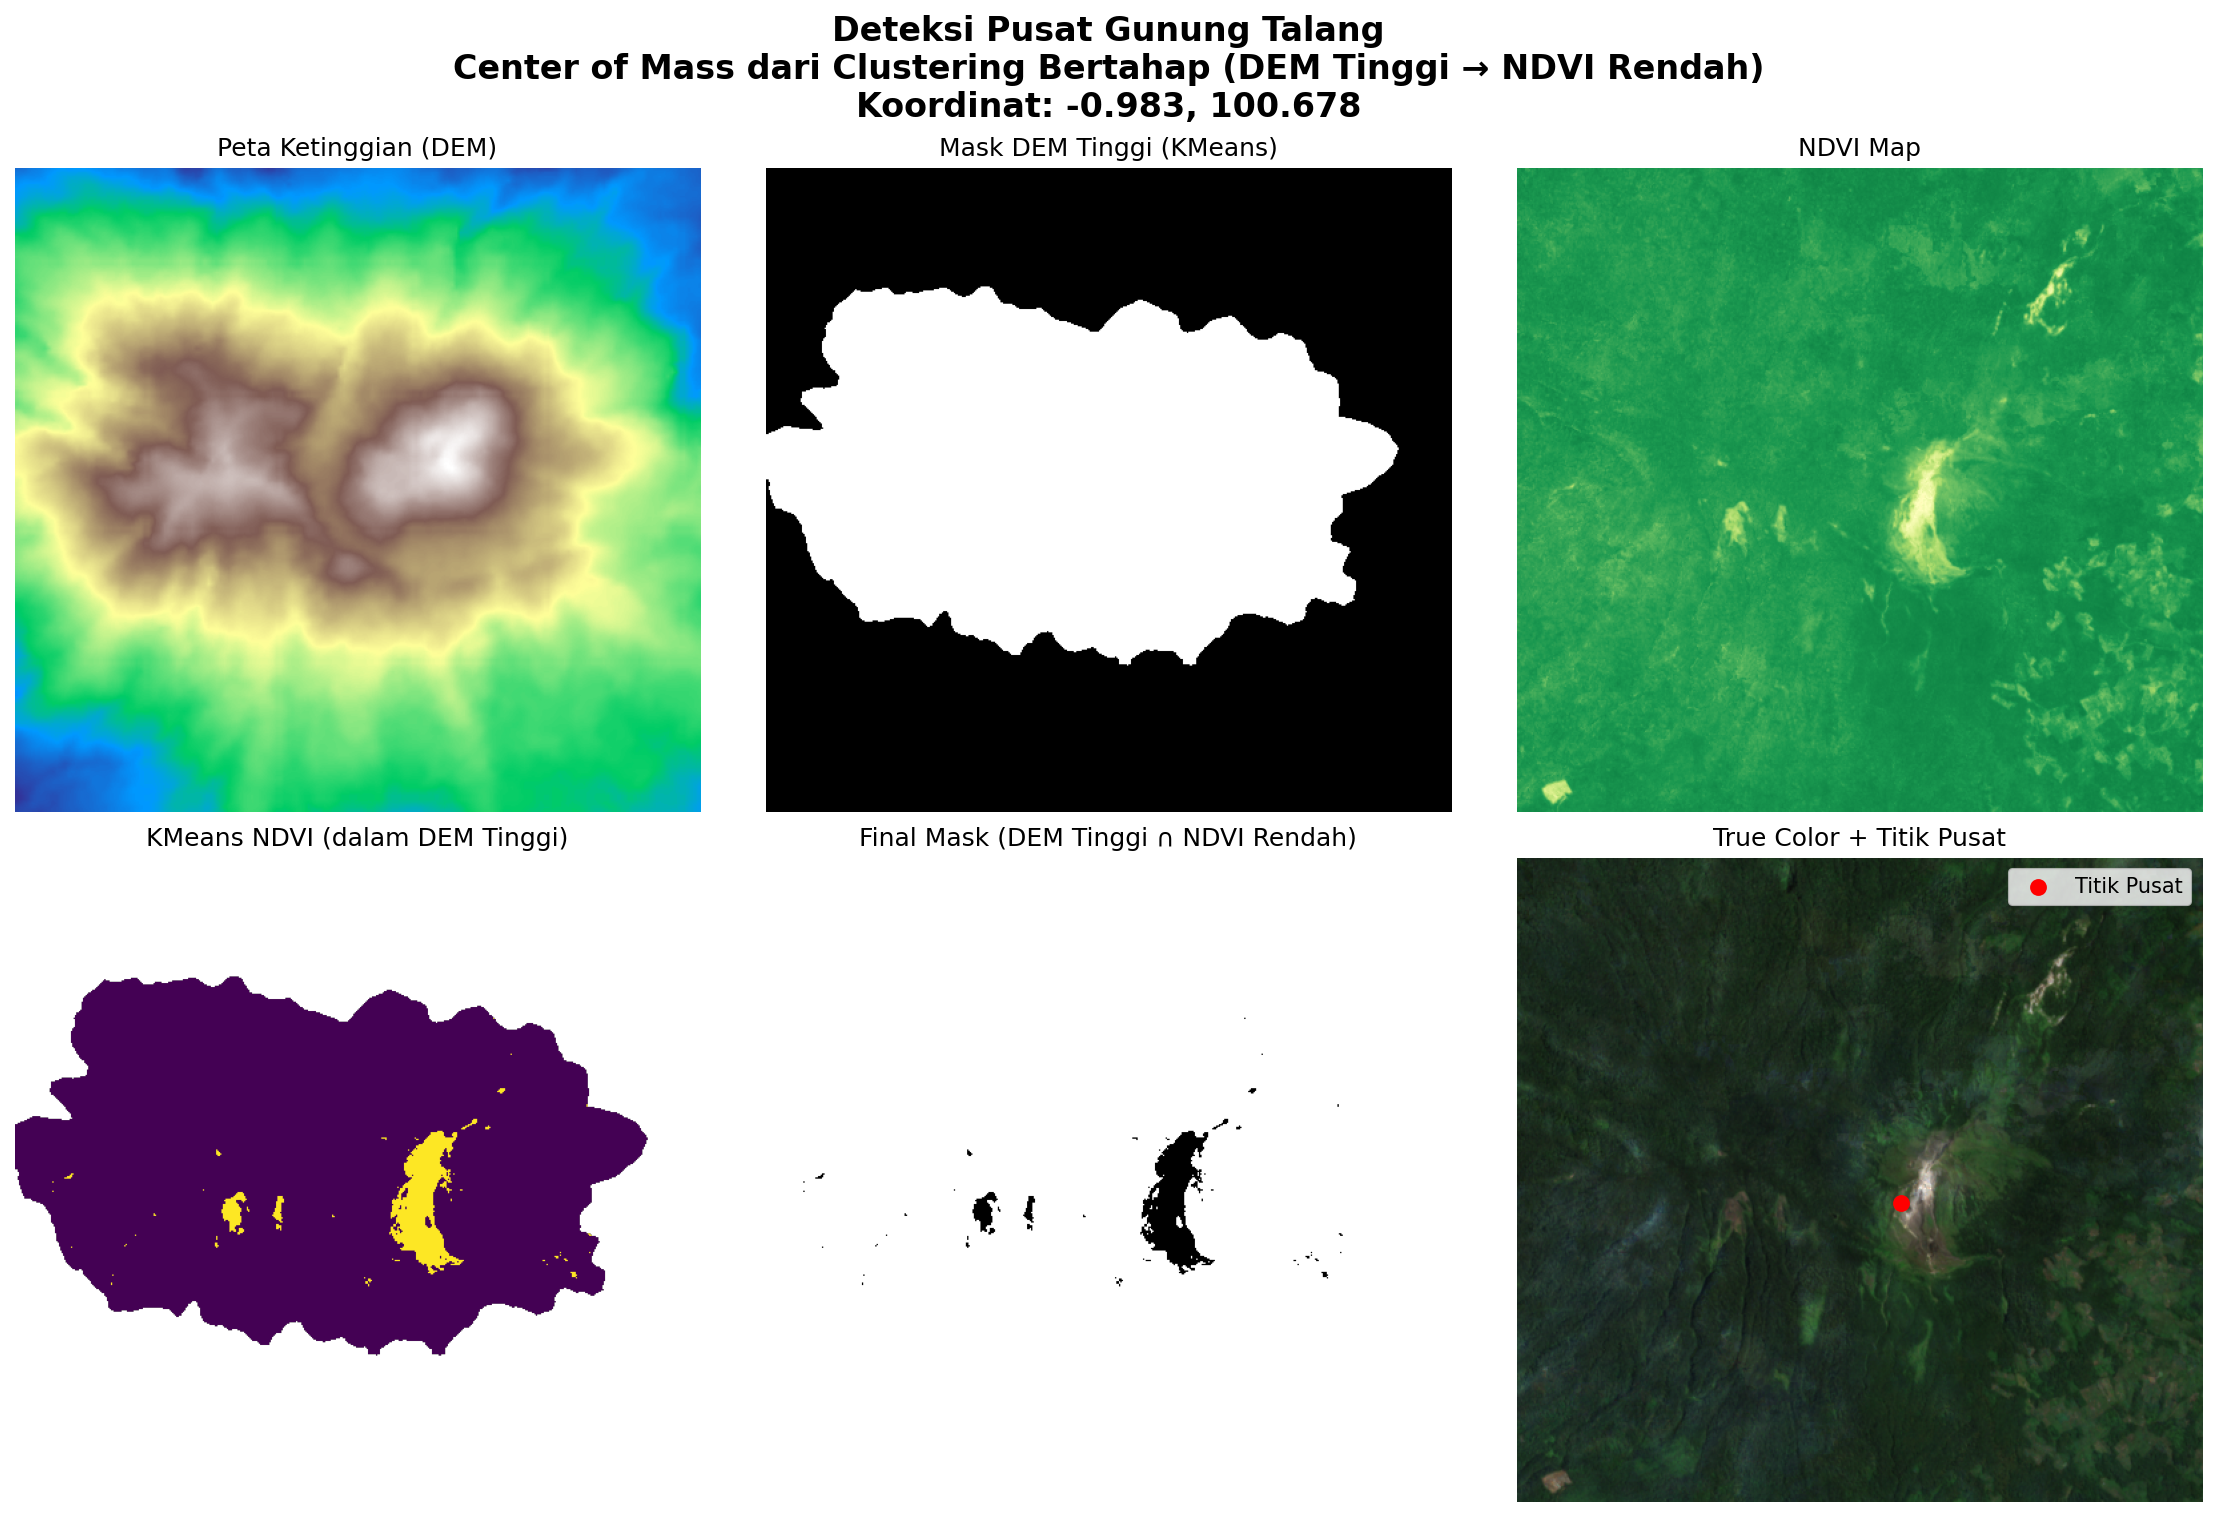 Deteksi Pusat Gunung Talang
Center of Mass dari Clustering Bertahap (DEM Tinggi → NDVI Rendah)
Koordinat: -0.983, 100.678
Peta Ketinggian (DEM)
Mask DEM Tinggi (KMeans)
NDVI Map
KMeans NDVI (dalam DEM Tinggi)
Final Mask (DEM Tinggi ∩ NDVI Rendah)
True Color + Titik Pusat
Titik Pusat